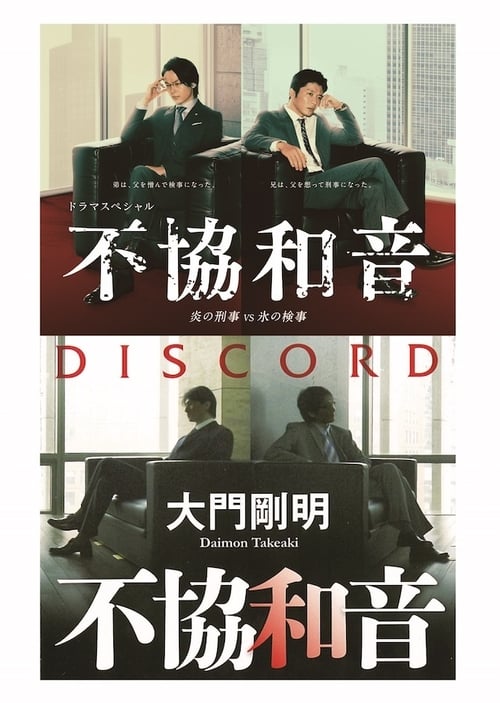 弟は、父を憎んで検事になった。
兄は、父を想って刑事になった。
ドラマスペシャル
不協和音
炎の刑事 VS 氷の検事
DISCORD
大門剛明
Daimon Takeaki
不協和音